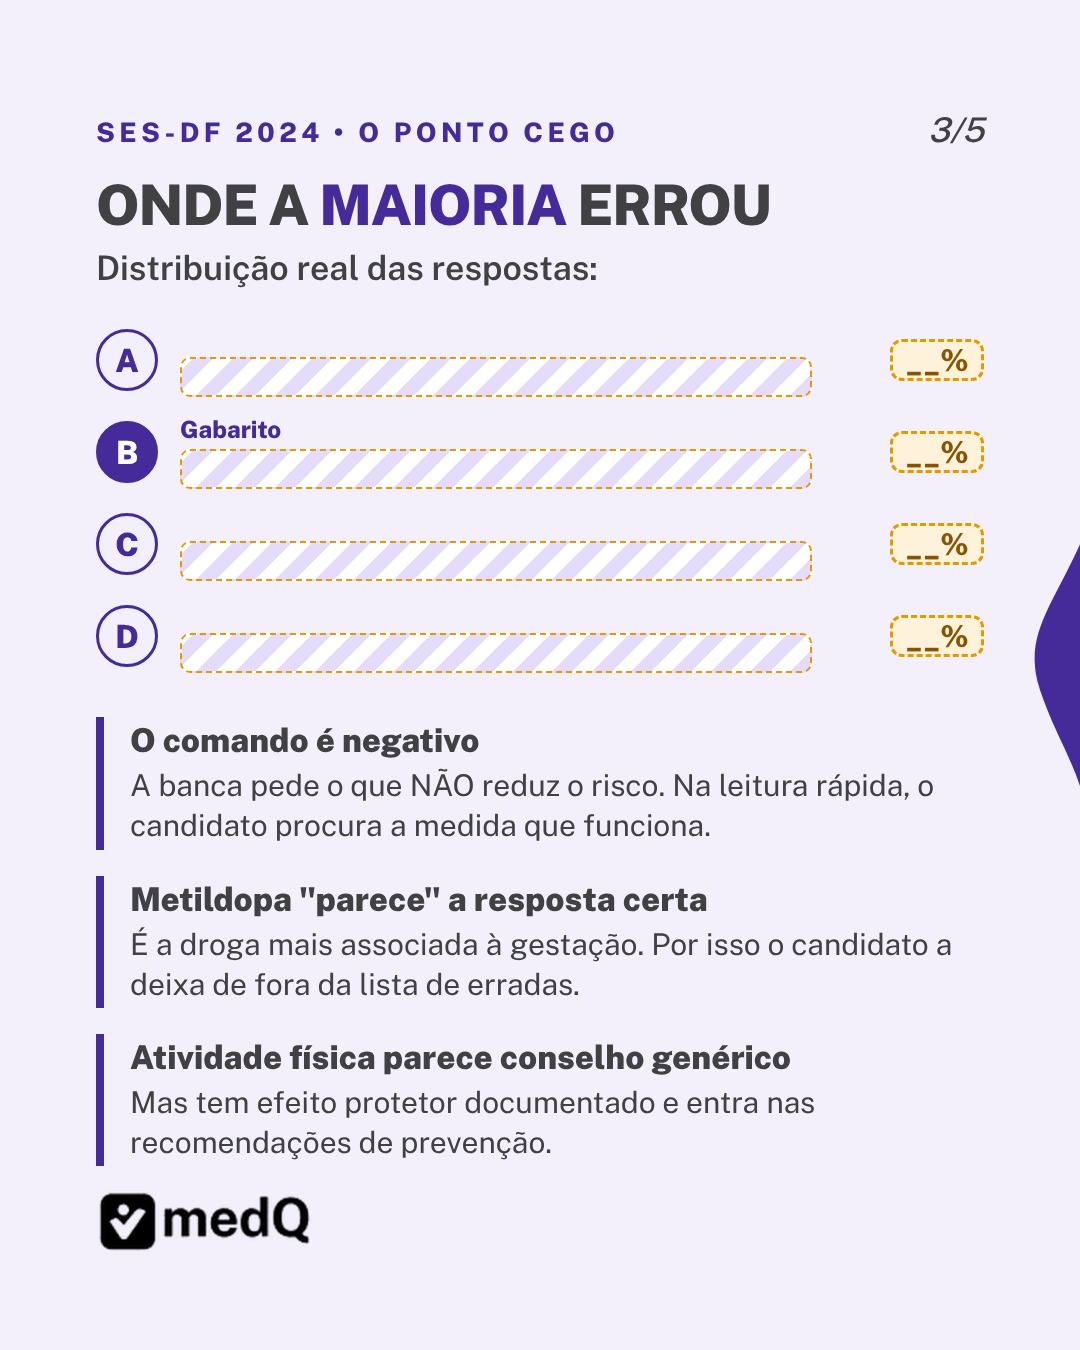 SES-DF 2024 • O PONTO CEGO
3/5
ONDE A MAIORIA ERROU
Distribuição real das respostas:
A
__%
Gabarito
B
__%
C
__%
D
__%
O comando é negativo
A banca pede o que NÃO reduz o risco. Na leitura rápida, o
candidato procura a medida que funciona.
Metildopa "parece" a resposta certa
É a droga mais associada à gestação. Por isso o candidato a
deixa de fora da lista de erradas.
Atividade física parece conselho genérico
Mas tem efeito protetor documentado e entra nas
recomendações de prevenção.
medQ